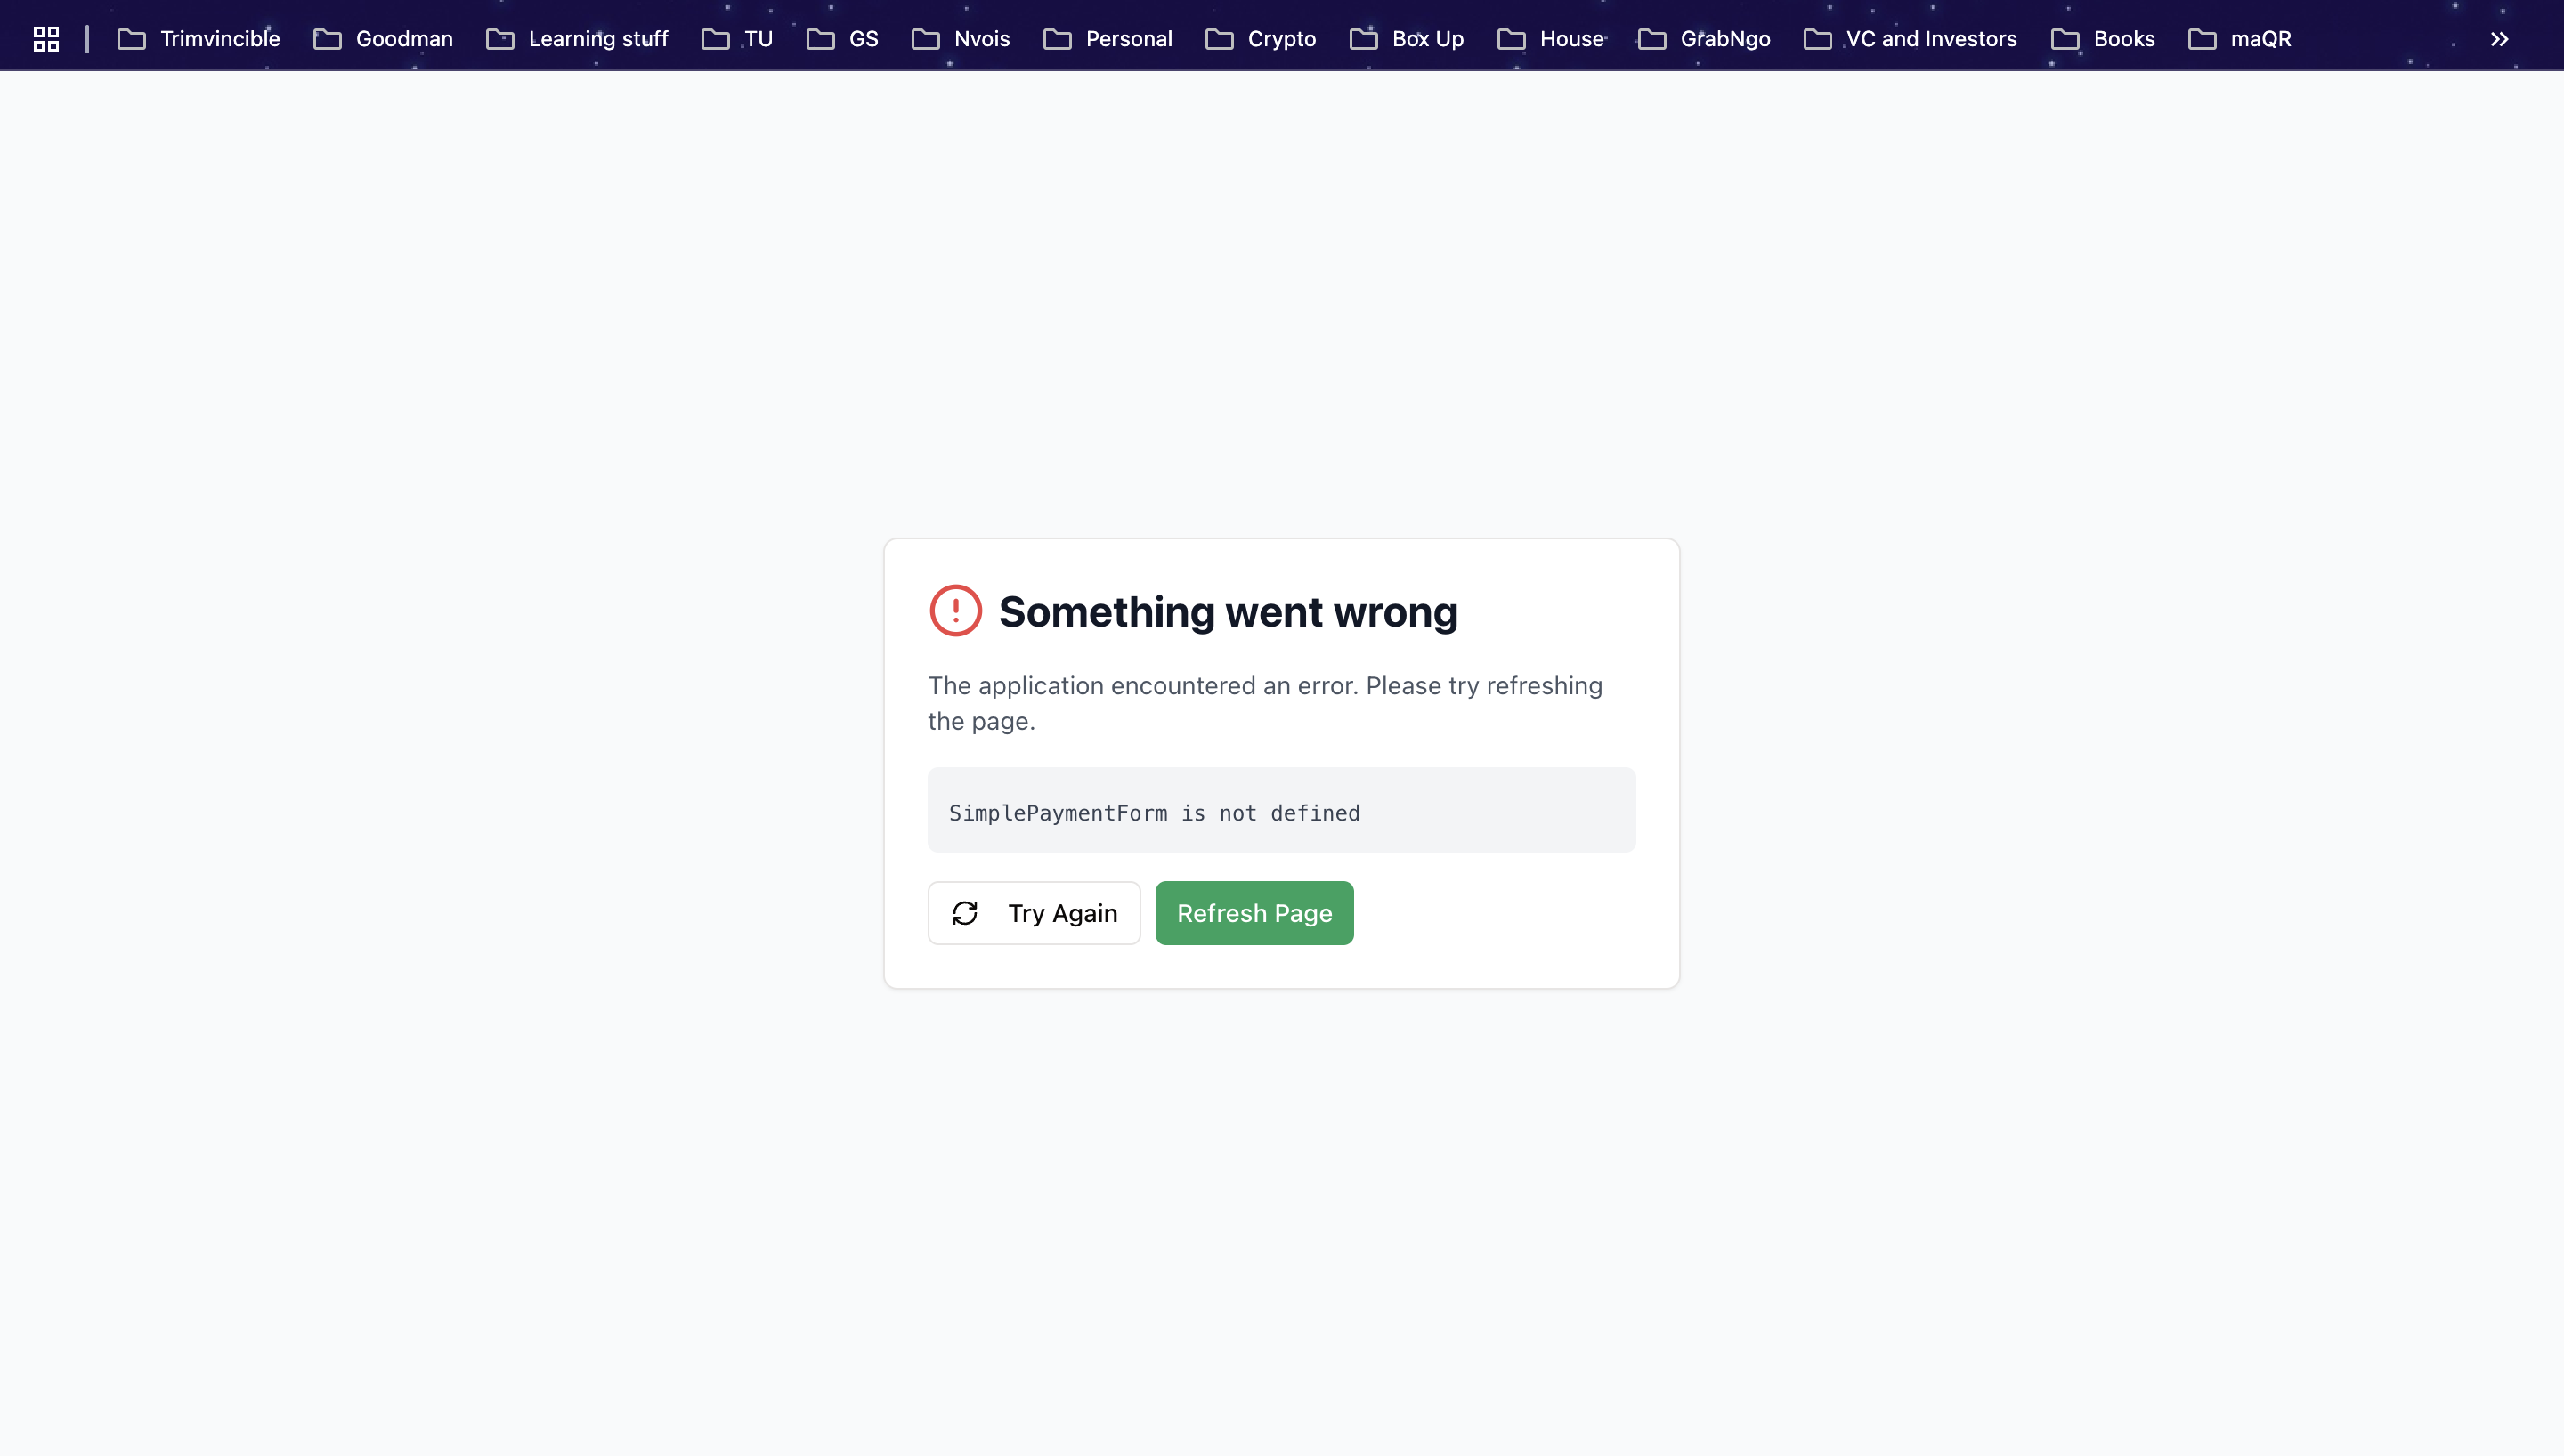 Trimvincible Goodman Learning stuff TU GS Nvois Personal Crypto Box Up House GrabNgo VC and Investors Books maQR
Something went wrong
The application encountered an error. Please try refreshing
the page.
SimplePaymentForm is not defined
Try Again Refresh Page